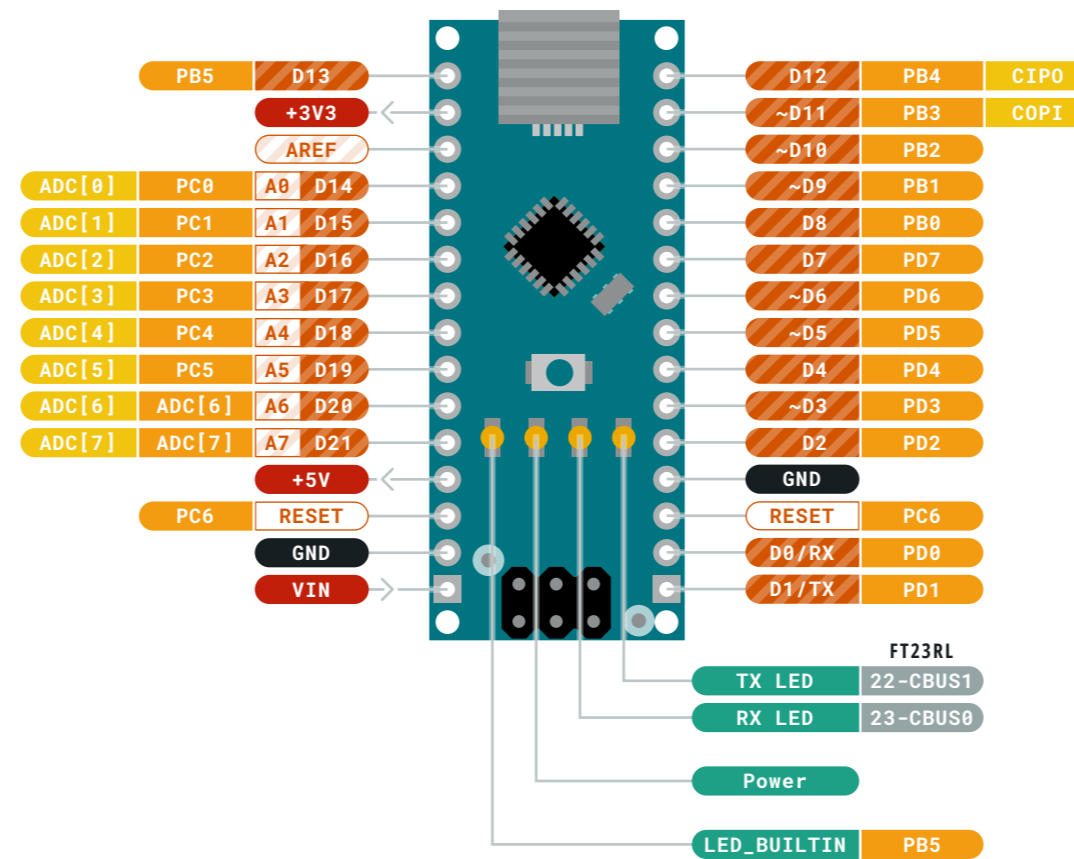 PB5 D13 D12 PB4 CIPO
+3V3 ~D11 PB3 COPI
AREF ~D10 PB2
ADC[0] PC0 A0 D14 ~D9 PB1
ADC[1] PC1 A1 D15 D8 PB0
ADC[2] PC2 A2 D16 D7 PD7
ADC[3] PC3 A3 D17 ~D6 PD6
ADC[4] PC4 A4 D18 ~D5 PD5
ADC[5] PC5 A5 D19 D4 PD4
ADC[6] ADC[6] A6 D20 ~D3 PD3
ADC[7] ADC[7] A7 D21 D2 PD2
+5V GND
PC6 RESET RESET PC6
GND D0/RX PD0
VIN D1/TX PD1
FT23RL
TX LED 22-CBUS1
RX LED 23-CBUS0
Power
LED_BUILTIN PB5